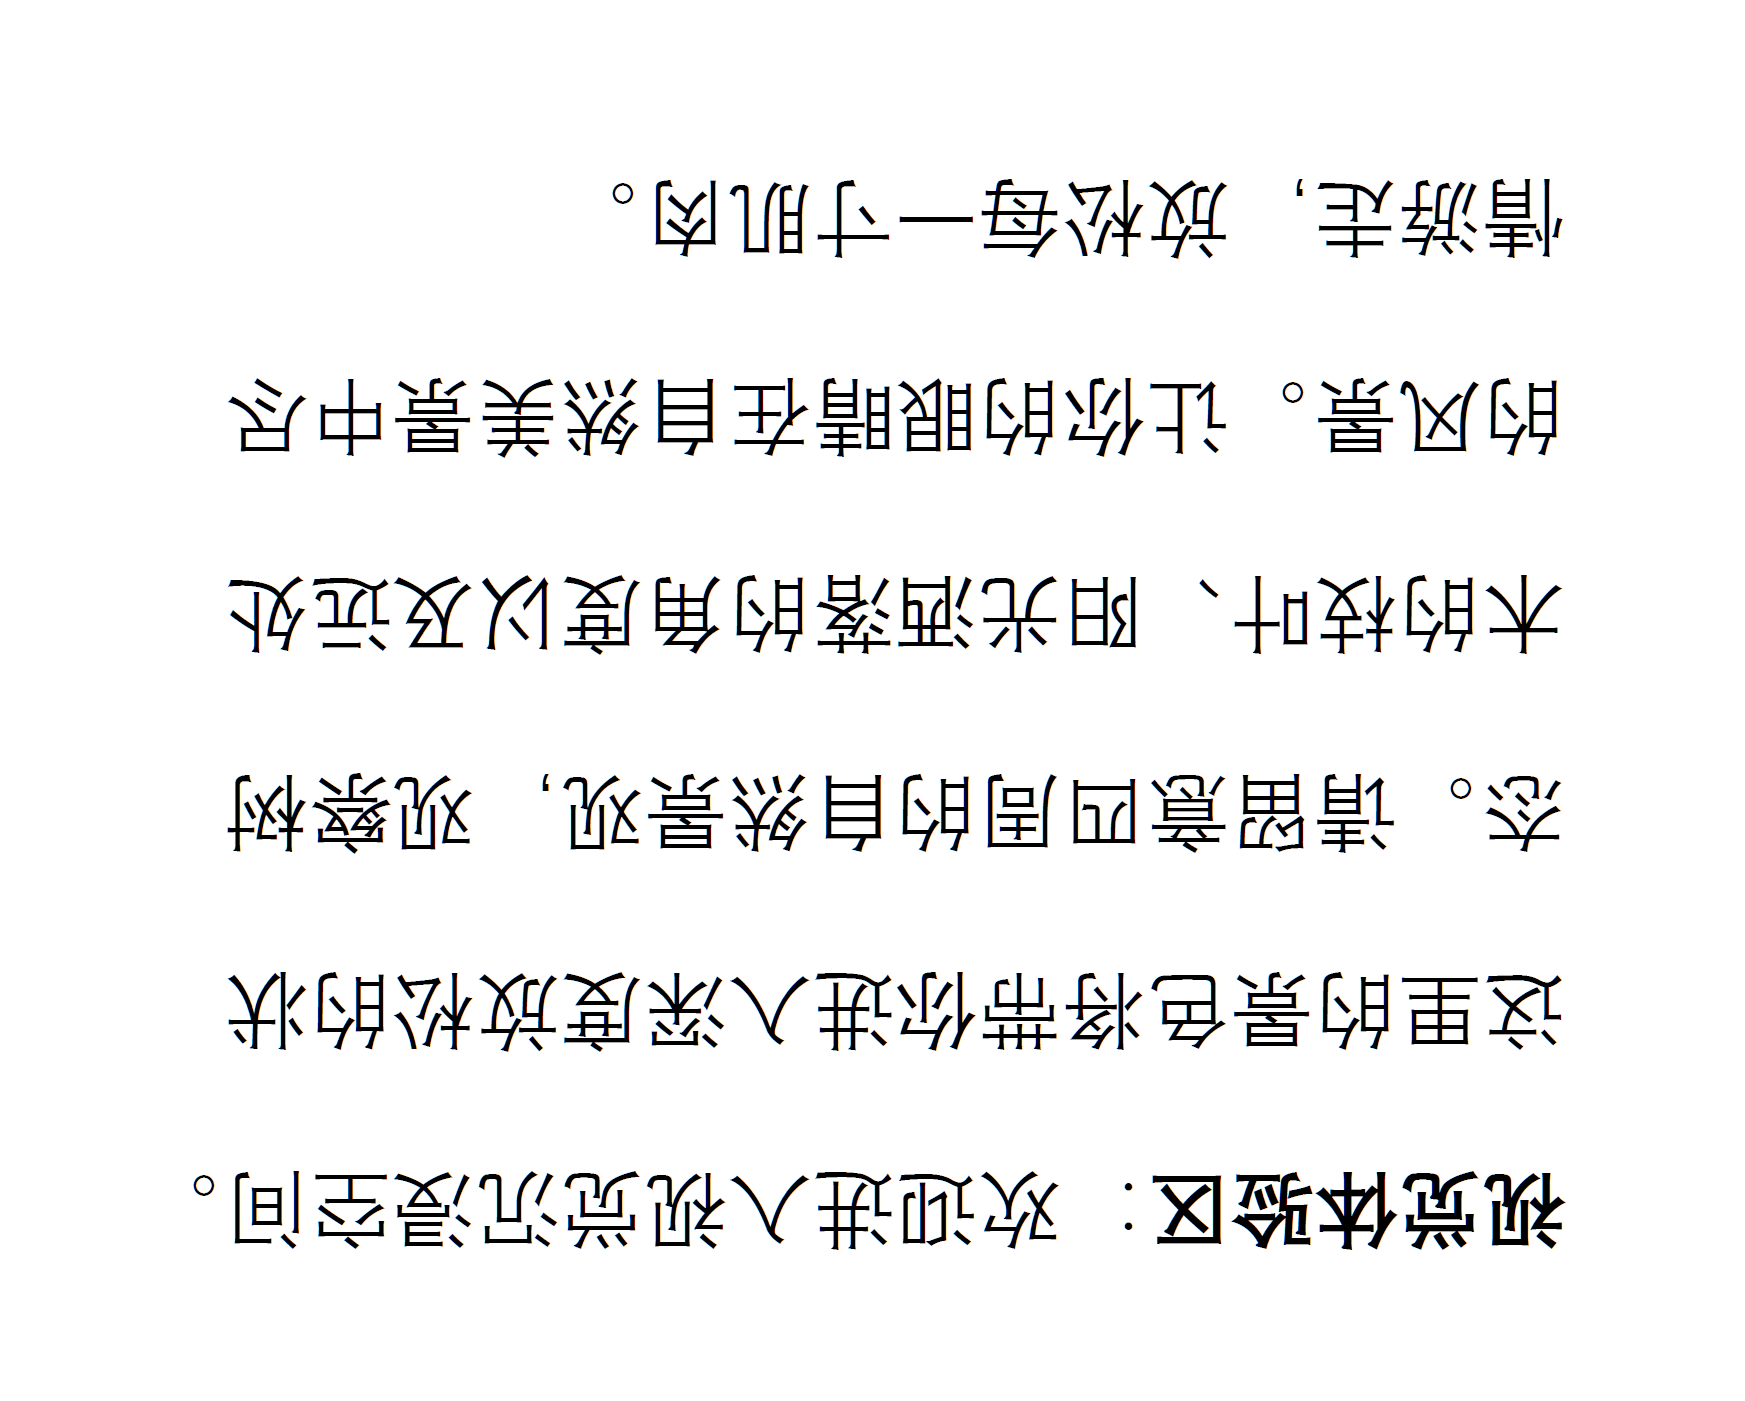 视觉体验区：欢迎进入视觉沉浸空间。
这里的景色将带你进入深度放松的状
态。请留意四周的自然景观，观察树
木的枝叶、阳光洒落的角度以及远处
的风景。让你的眼睛在自然美景中尽
情游走，放松每一寸肌肉。